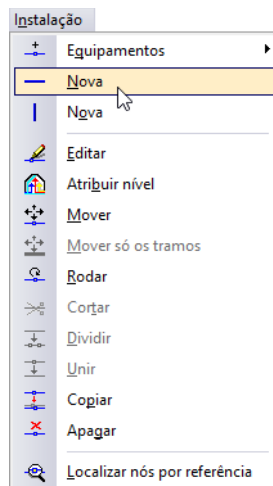 Instalação
Equipamentos
Nova
Nova
Editar
Atribuir nível
Mover
Mover só os tramos
Rodar
Cortar
Dividir
Unir
Copiar
Apagar
Localizar nós por referência